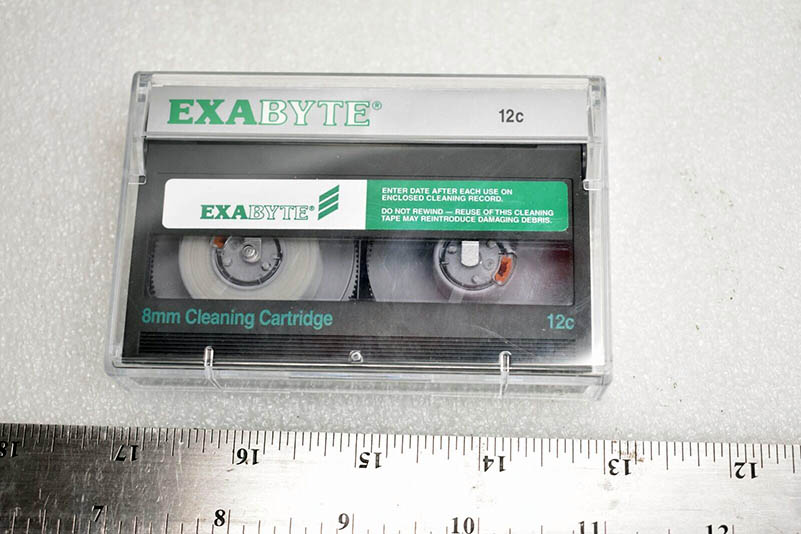 EXABYTE®
12c
EXABYTE®
ENTER DATE AFTER EACH USE ON
ENCLOSED CLEANING RECORD.
DO NOT REWIND — REUSE OF THIS CLEANING
TAPE MAY REINTRODUCE DAMAGING DEBRIS.
8mm Cleaning Cartridge
12c
18 17 16 15 14 13 12
7 8 9 10 11 12